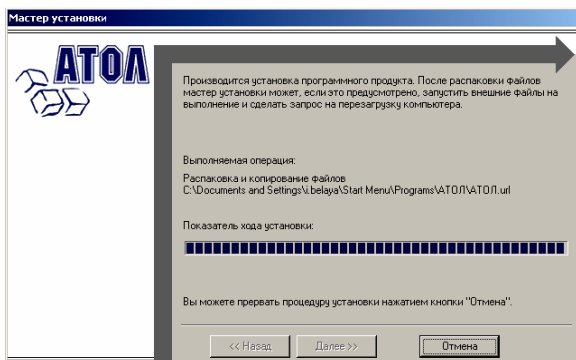 Мастер установки
АТОЛ
Производится установка программного продукта. После распаковки файлов
мастер установки может, если это предусмотрено, запустить внешние файлы на
выполнение и сделать запрос на перезагрузку компьютера.
Выполняемая операция:
Распаковка и копирование файлов
C:\Documents and Settings\i.belaya\Start Menu\Programs\АТОЛ\АТОЛ.url
Показатель хода установки:
Вы можете прервать процедуру установки нажатием кнопки "Отмена".
<< Назад
Далее >>
Отмена